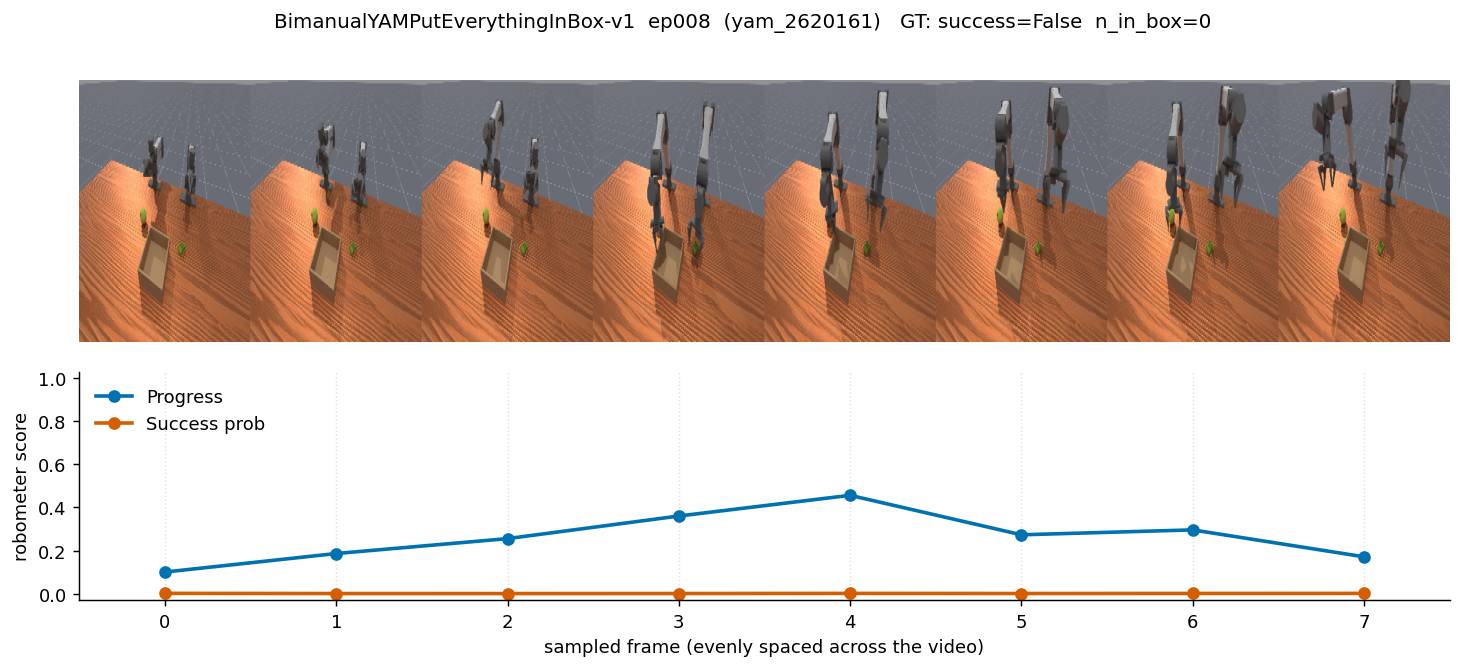 BimanualYAMPutEverythingInBox-v1  ep008  (yam_2620161)   GT: success=False  n_in_box=0
1.0
0.8
0.6
0.4
0.2
0.0
robometer score
Progress
Success prob
0 1 2 3 4 5 6 7
sampled frame (evenly spaced across the video)